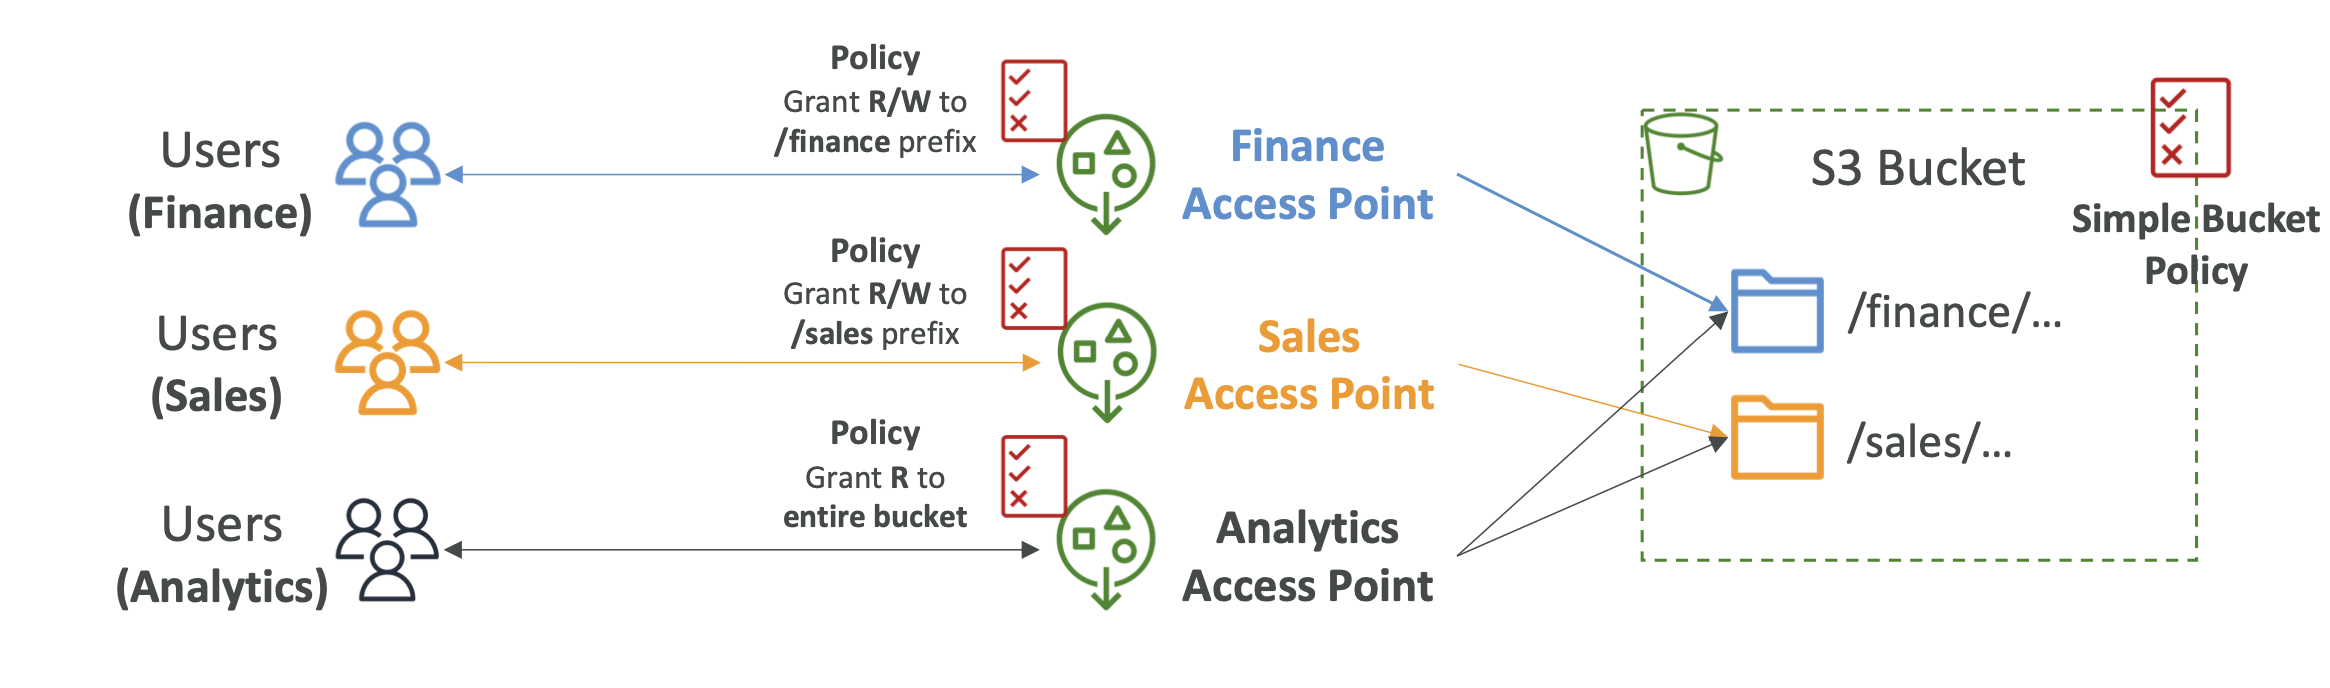 Policy
Grant R/W to
/finance prefix
Users
(Finance)
Finance
Access Point
Policy
Grant R/W to
/sales prefix
Users
(Sales)
Sales
Access Point
Policy
Grant R to
entire bucket
Users
(Analytics)
Analytics
Access Point
S3 Bucket
Simple Bucket
Policy
/finance/...
/sales/...